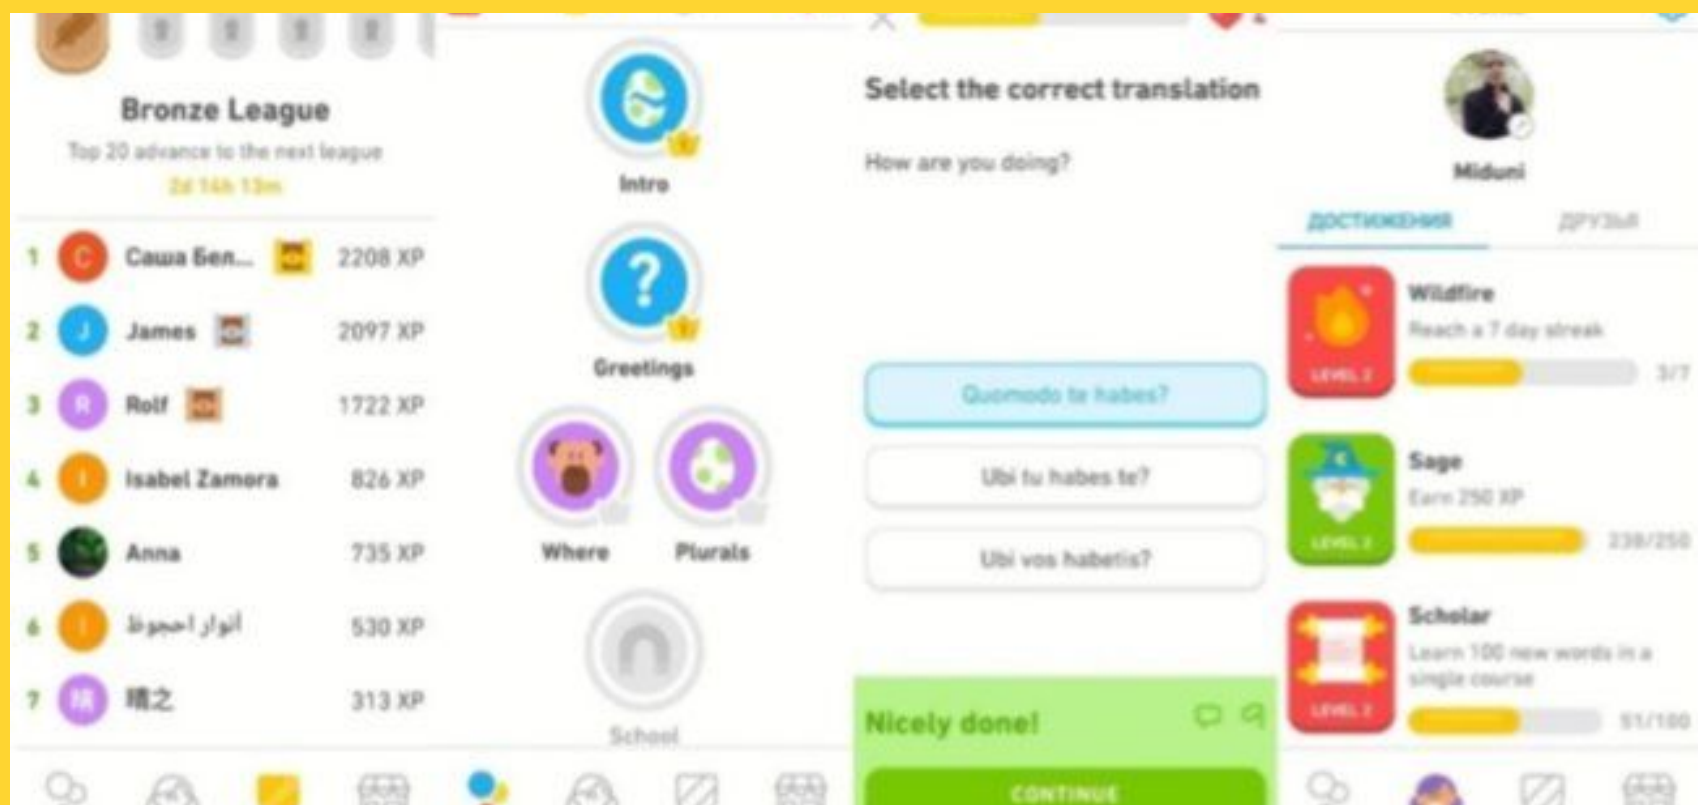 Bronze League
Top 20 advance to the next league
2d 14h 13m
1 C Саша Бел... 2208 XP
2 J James 2097 XP
3 R Rolf 1722 XP
4 I Isabel Zamora 826 XP
5 Anna 735 XP
6 I أنوار احجوظ 530 XP
7 晴 晴之 313 XP
Intro
Greetings
Where Plurals
School
Select the correct translation
How are you doing?
Quomodo te habes?
Ubi tu habes te?
Ubi vos habetis?
Nicely done!
CONTINUE
Miduni
ДОСТИЖЕНИЯ ДРУЗЬЯ
Wildfire
Reach a 7 day streak
LEVEL 2 3/7
Sage
Earn 250 XP
LEVEL 3 238/250
Scholar
Learn 100 new words in a
single course
LEVEL 2 51/100